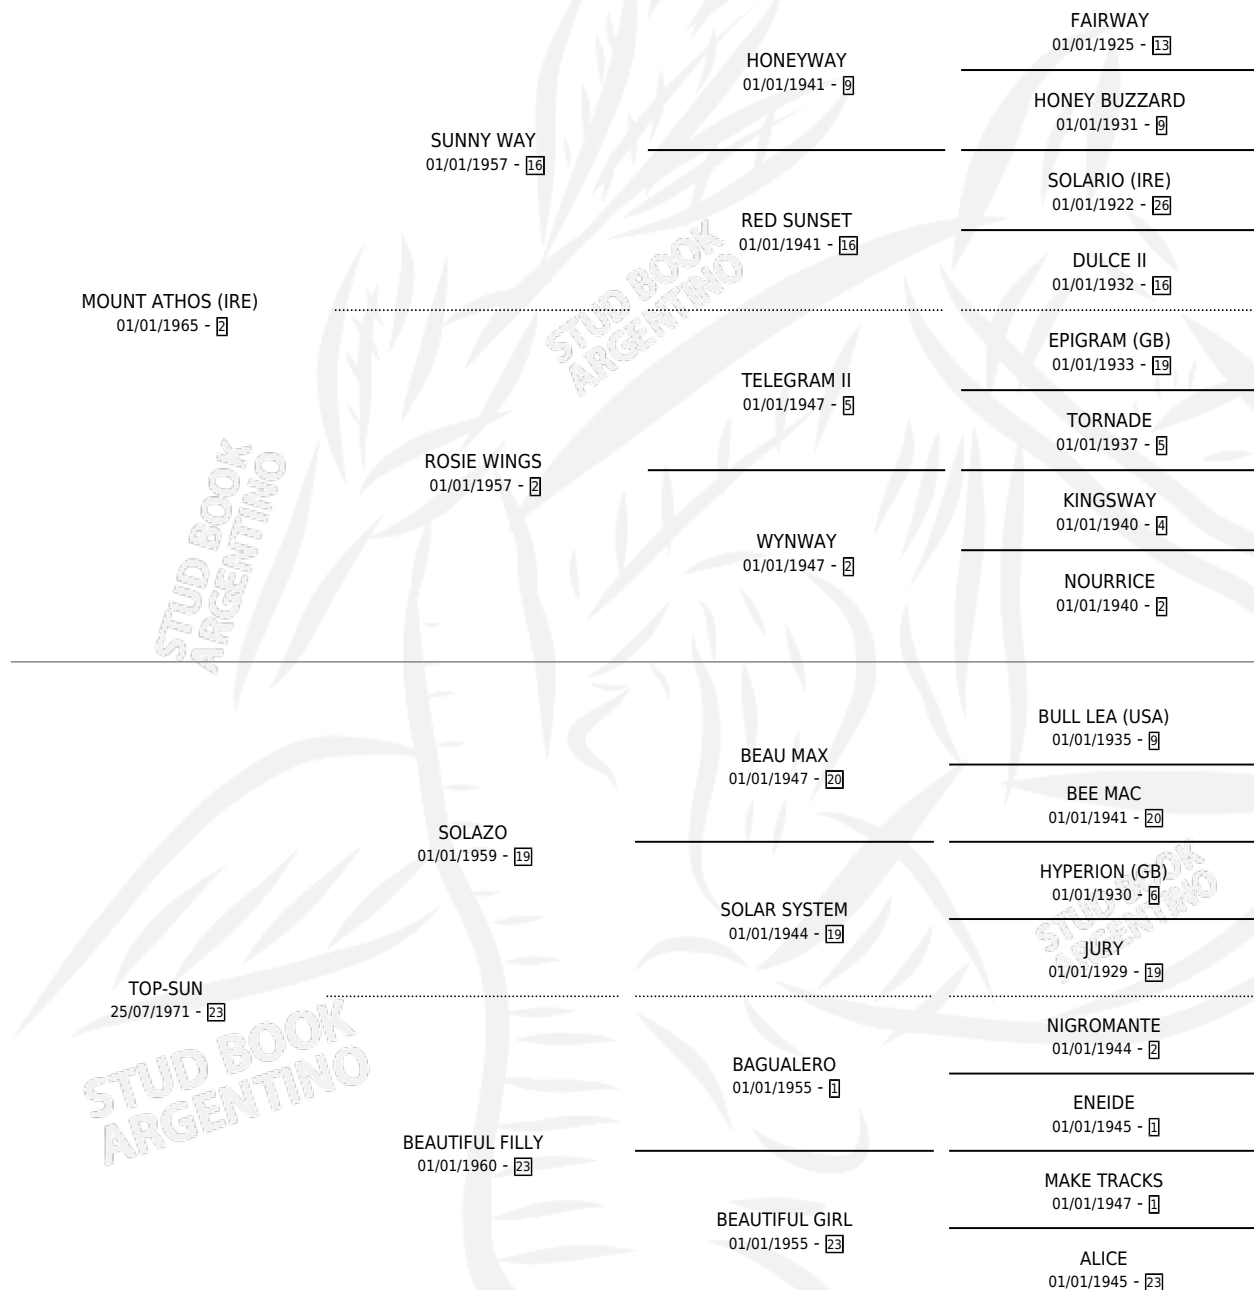 FAIRWAY
01/01/1925 - 13
HONEYWAY
01/01/1941 - 9
HONEY BUZZARD
01/01/1931 - 9
SUNNY WAY
01/01/1957 - 16
SOLARIO (IRE)
01/01/1922 - 26
RED SUNSET
01/01/1941 - 16
DULCE II
01/01/1932 - 16
MOUNT ATHOS (IRE)
01/01/1965 - 2
STUD BOOK
ARGENTINO
EPIGRAM (GB)
01/01/1933 - 19
TELEGRAM II
01/01/1947 - 5
TORNADE
01/01/1937 - 5
ROSIE WINGS
01/01/1957 - 2
KINGSWAY
01/01/1940 - 4
WYNWAY
01/01/1947 - 2
NOURRICE
01/01/1940 - 2
STUD BOOK
ARGENTINO
BULL LEA (USA)
01/01/1935 - 9
BEAU MAX
01/01/1947 - 20
BEE MAC
01/01/1941 - 20
SOLAZO
01/01/1959 - 19
HYPERION (GB)
01/01/1930 - 6
SOLAR SYSTEM
01/01/1944 - 19
JURY
01/01/1929 - 19
STUD BOOK
ARGENTINO
TOP-SUN
25/07/1971 - 23
NIGROMANTE
01/01/1944 - 2
BAGUALERO
01/01/1955 - 1
ENEIDE
01/01/1945 - 1
STUD BOOK
ARGENTINO
BEAUTIFUL FILLY
01/01/1960 - 23
MAKE TRACKS
01/01/1947 - 1
BEAUTIFUL GIRL
01/01/1955 - 23
ALICE
01/01/1945 - 23